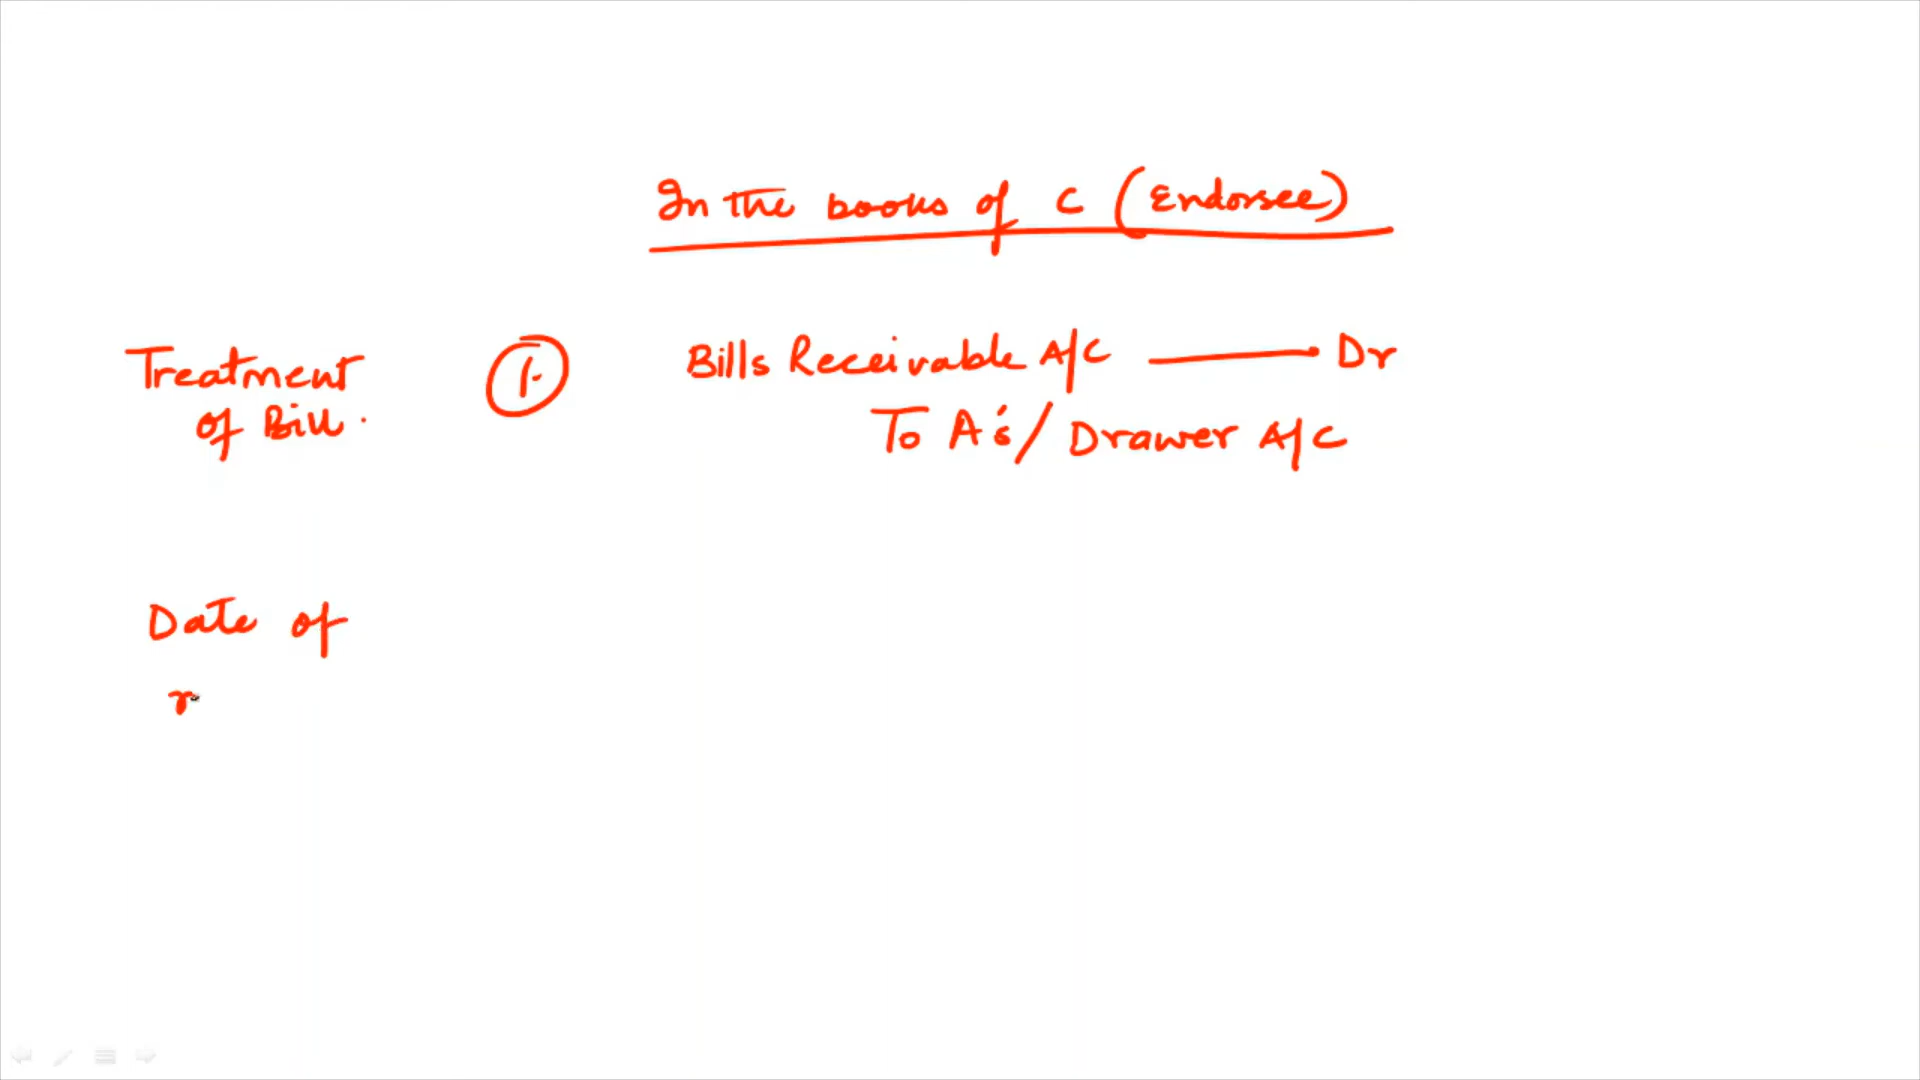 In the books of C (Endorsee)
Treatment
of Bill.
1.
Bills Receivable A/C ——— Dr
To A's/Drawer A/C
Date of
r